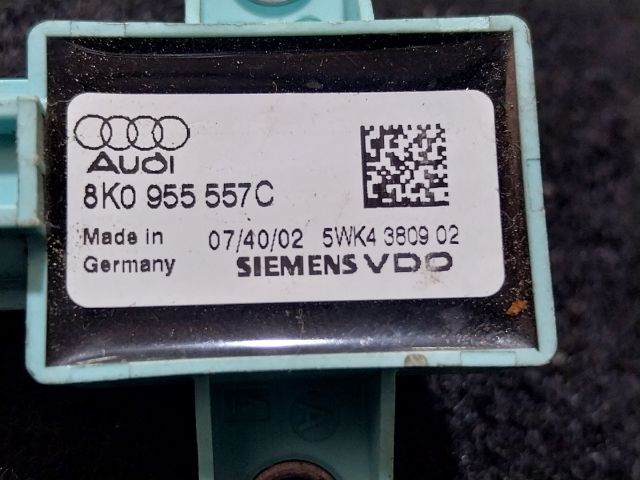 Audi
8K0 955 557C
Made in Germany
07/40/02 5WK4 3809 02
SIEMENS VDO